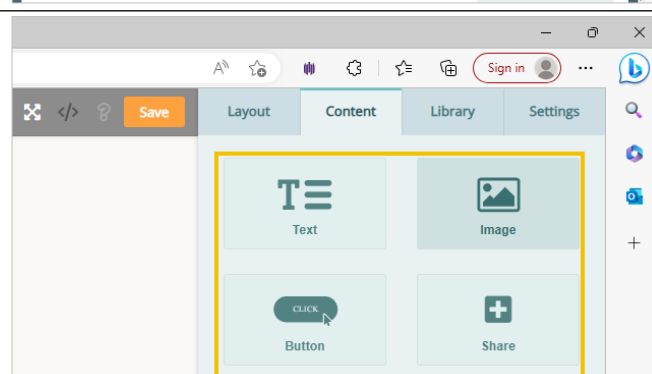 Sign in
</> ? Save
Layout Content Library Settings
T
Text Image
CLICK
Button Share